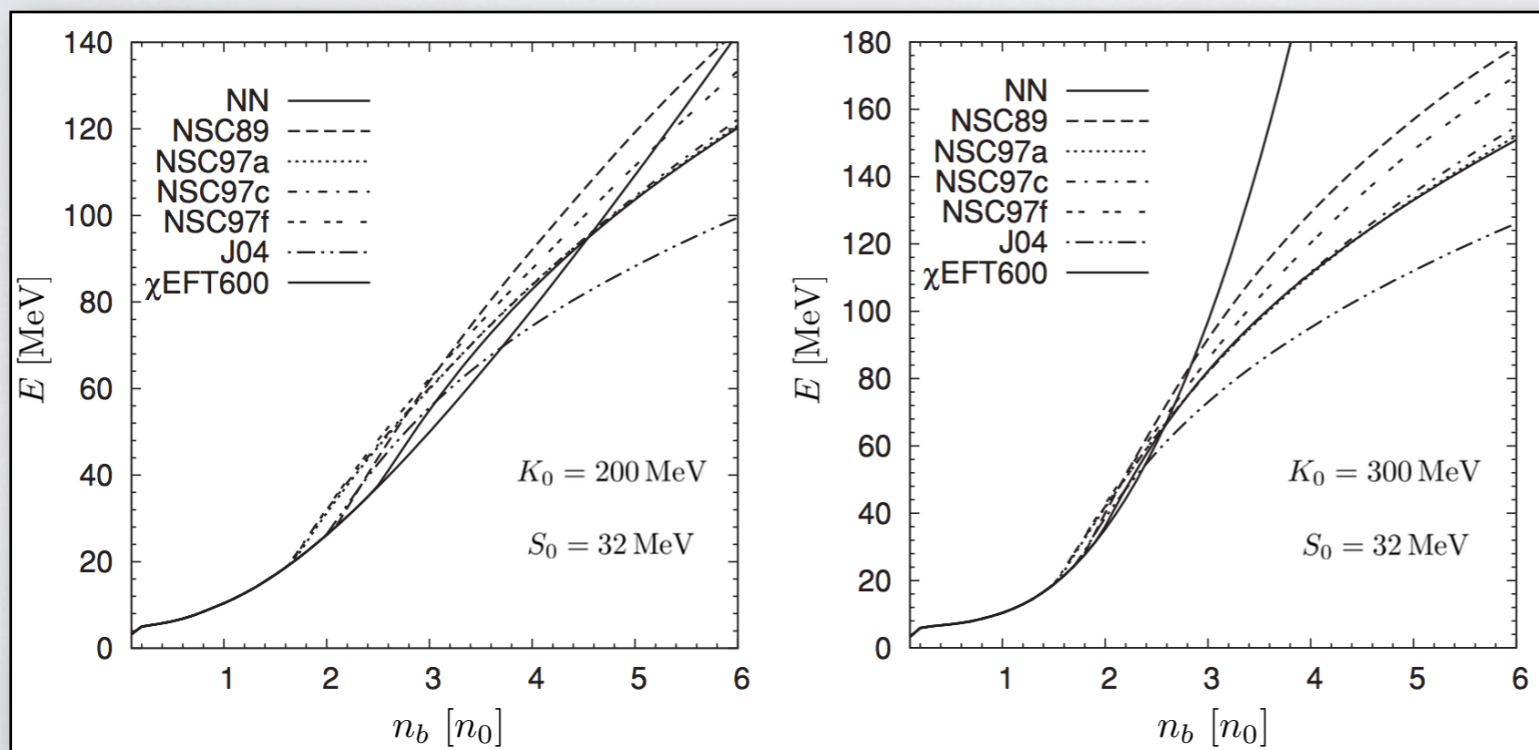 140
120
100
80
60
40
20
0
E [MeV]
NN
NSC89
NSC97a
NSC97c
NSC97f
J04
χEFT600
K₀ = 200 MeV
S₀ = 32 MeV
1 2 3 4 5 6
n_b [n₀]
180
160
140
120
100
80
60
40
20
0
E [MeV]
NN
NSC89
NSC97a
NSC97c
NSC97f
J04
χEFT600
K₀ = 300 MeV
S₀ = 32 MeV
1 2 3 4 5 6
n_b [n₀]